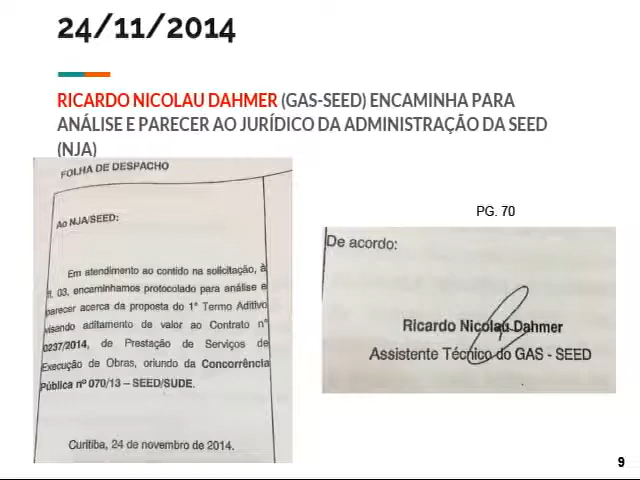 24/11/2014
RICARDO NICOLAU DAHMER (GAS-SEED) ENCAMINHA PARA
ANÁLISE E PARECER AO JURÍDICO DA ADMINISTRAÇÃO DA SEED
(NJA)
FOLHA DE DESPACHO
Ao NJA/SEED:
Em atendimento ao contido na solicitação, à
fl. 03, encaminhamos protocolado para análise e
parecer acerca da proposta do 1º Termo Aditivo
visando aditamento de valor ao Contrato nº
0237/2014, de Prestação de Serviços de
Execução de Obras, oriundo da Concorrência
Pública nº 070/13 – SEED/SUDE.
Curitiba, 24 de novembro de 2014.
PG. 70
De acordo:
Ricardo Nicolau Dahmer
Assistente Técnico do GAS - SEED
9